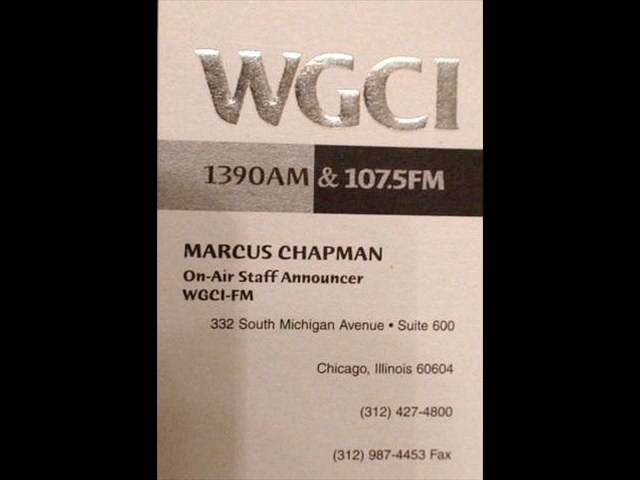 WGCI
1390AM & 107.5FM
MARCUS CHAPMAN
On-Air Staff Announcer
WGCI-FM
332 South Michigan Avenue • Suite 600
Chicago, Illinois 60604
(312) 427-4800
(312) 987-4453 Fax